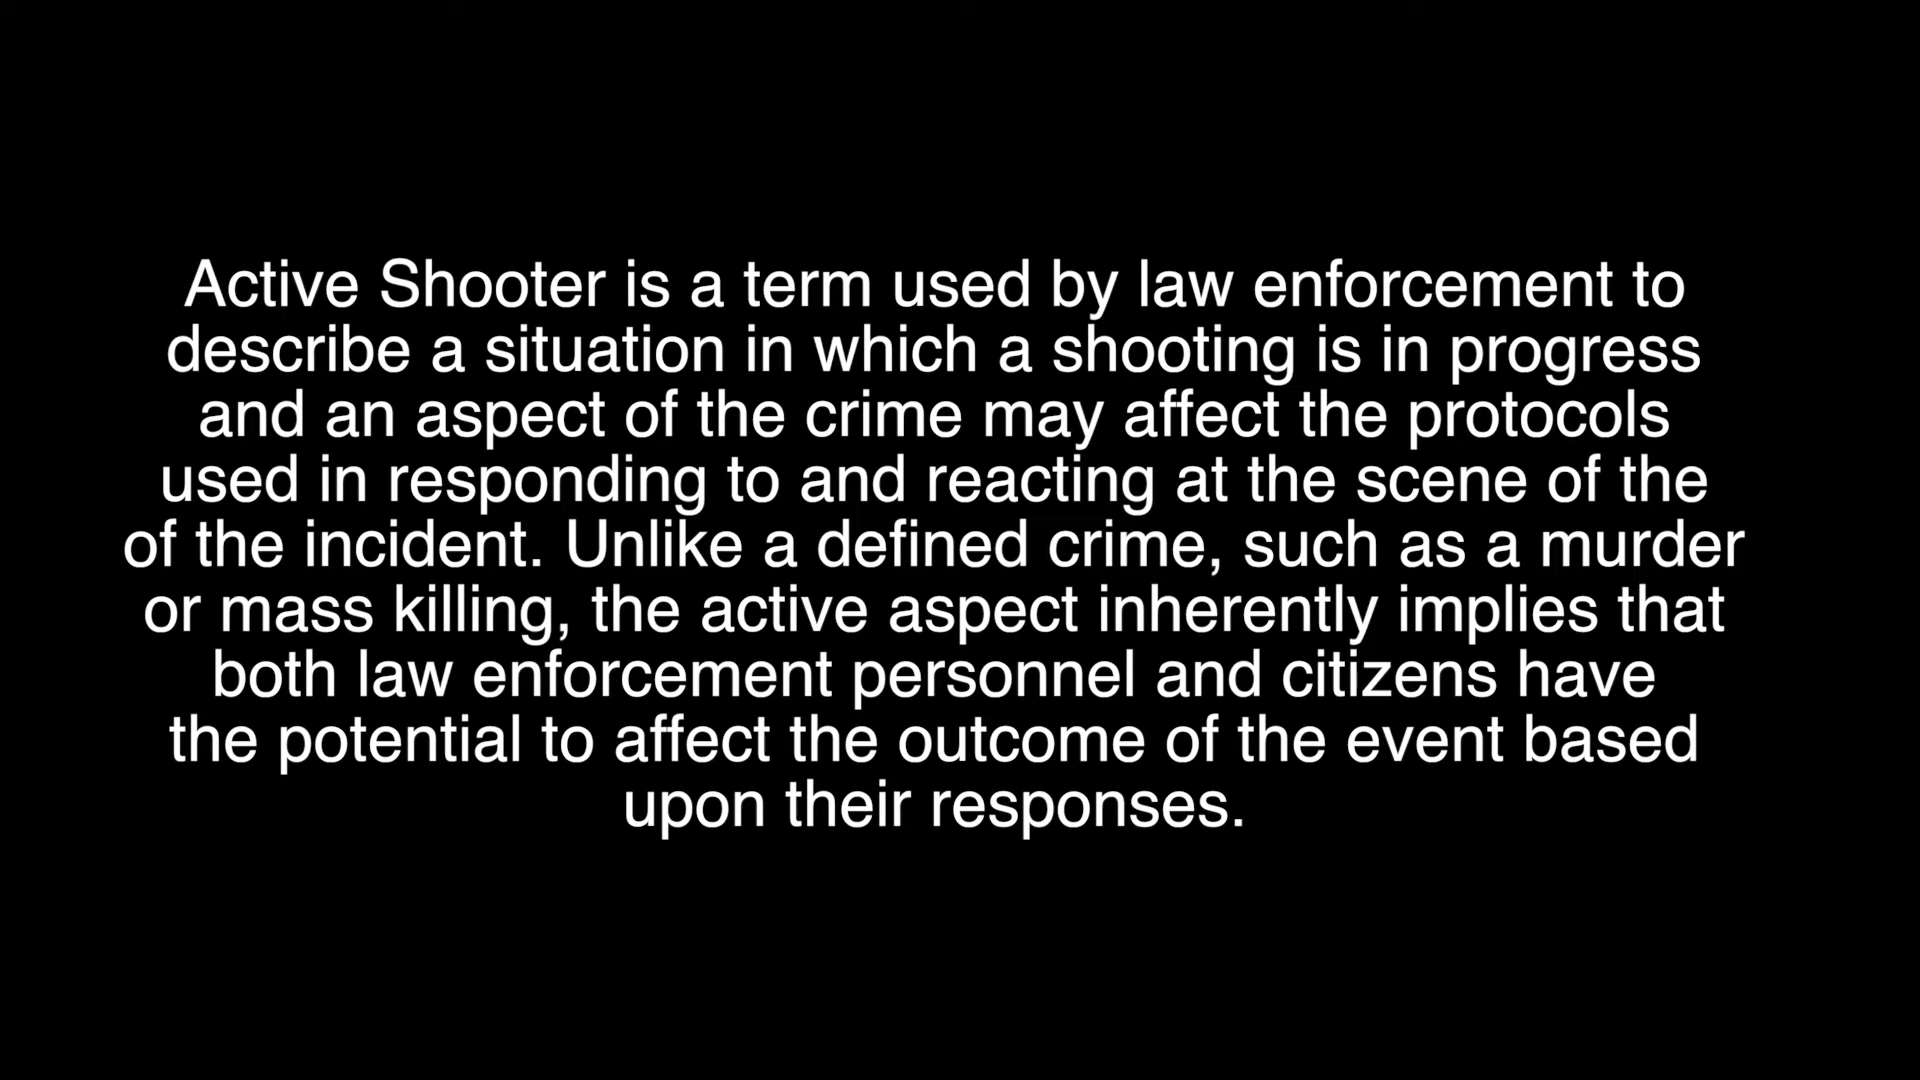 Active Shooter is a term used by law enforcement to
describe a situation in which a shooting is in progress
and an aspect of the crime may affect the protocols
used in responding to and reacting at the scene of the
of the incident. Unlike a defined crime, such as a murder
or mass killing, the active aspect inherently implies that
both law enforcement personnel and citizens have
the potential to affect the outcome of the event based
upon their responses.